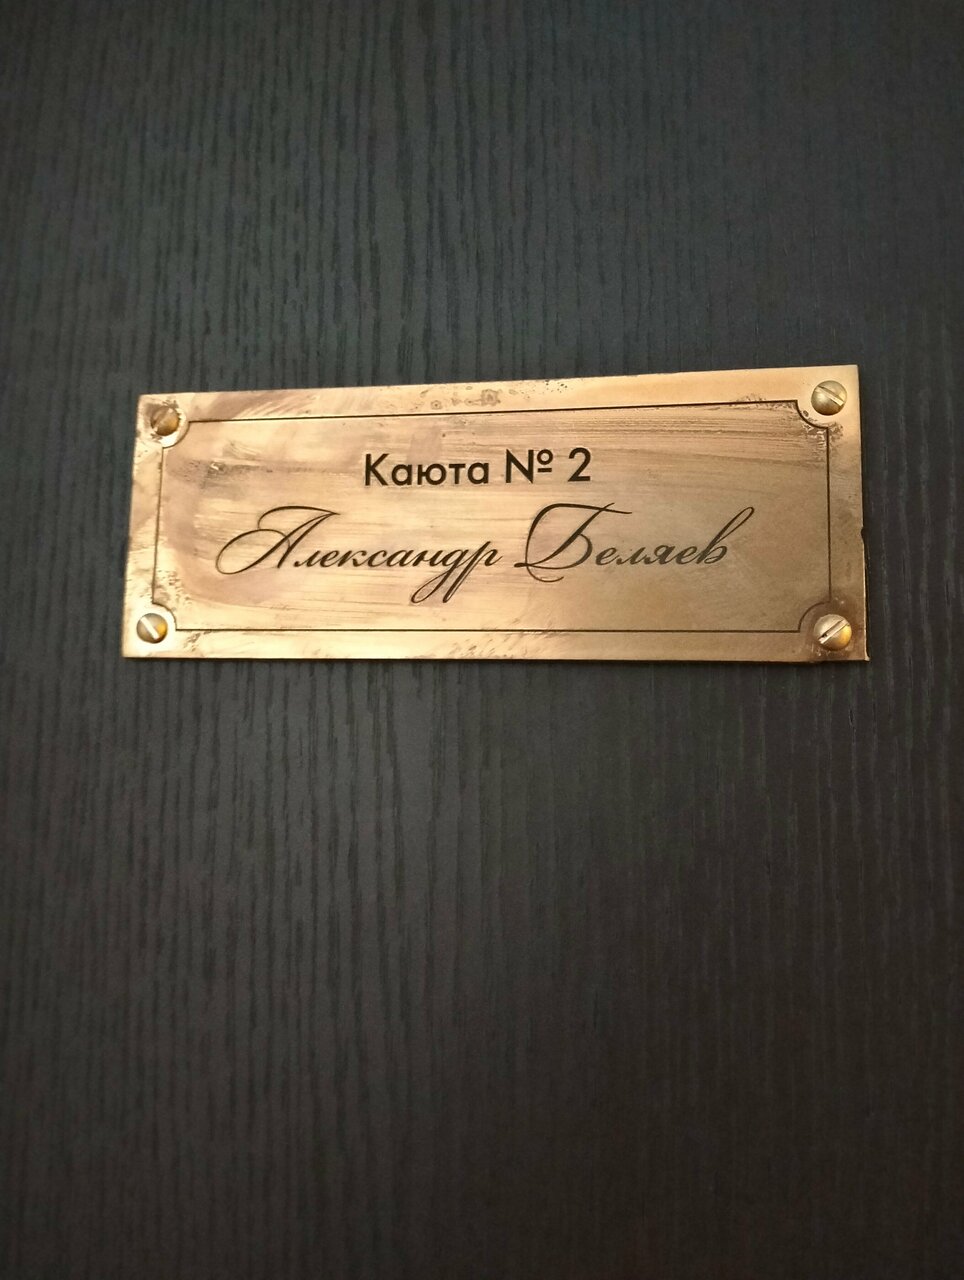 Каюта № 2
Александр Беляев